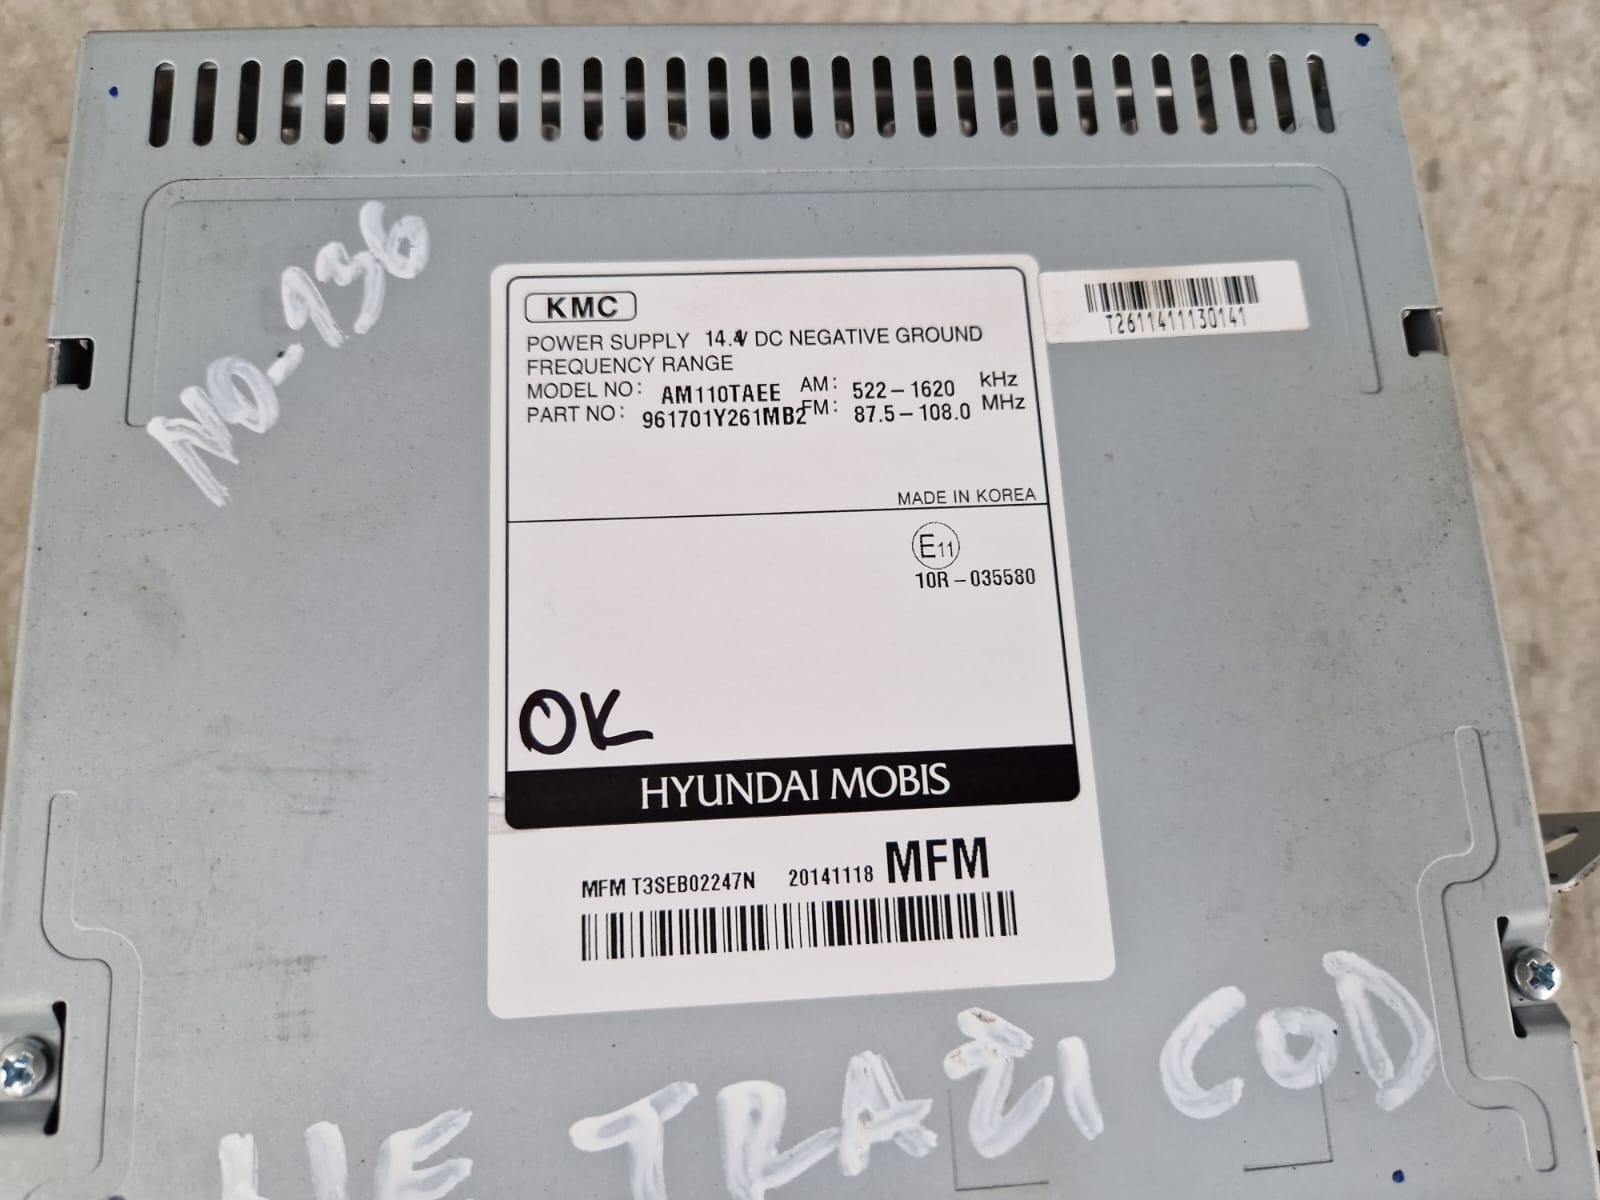 NO-136
KMC
T2611411130141
POWER SUPPLY 14.4V DC NEGATIVE GROUND
FREQUENCY RANGE
MODEL NO: AM110TAEE AM: 522-1620 kHz
PART NO: 961701Y261MB2 FM: 87.5-108.0 MHz
MADE IN KOREA
E11
10R-035580
OK
HYUNDAI MOBIS
MFM T3SEB02247N 20141118 MFM
TRAŽI COD